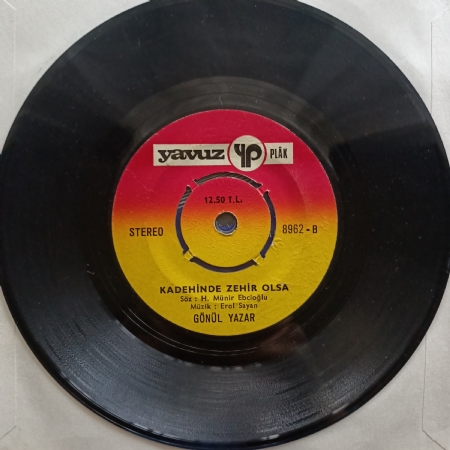 yavuz yp PLÂK
12.50 T.L.
STEREO 8962-B
KADEHİNDE ZEHİR OLSA
Söz : H. Münir Ebcioğlu
Müzik : Erol Sayan
GÖNÜL YAZAR